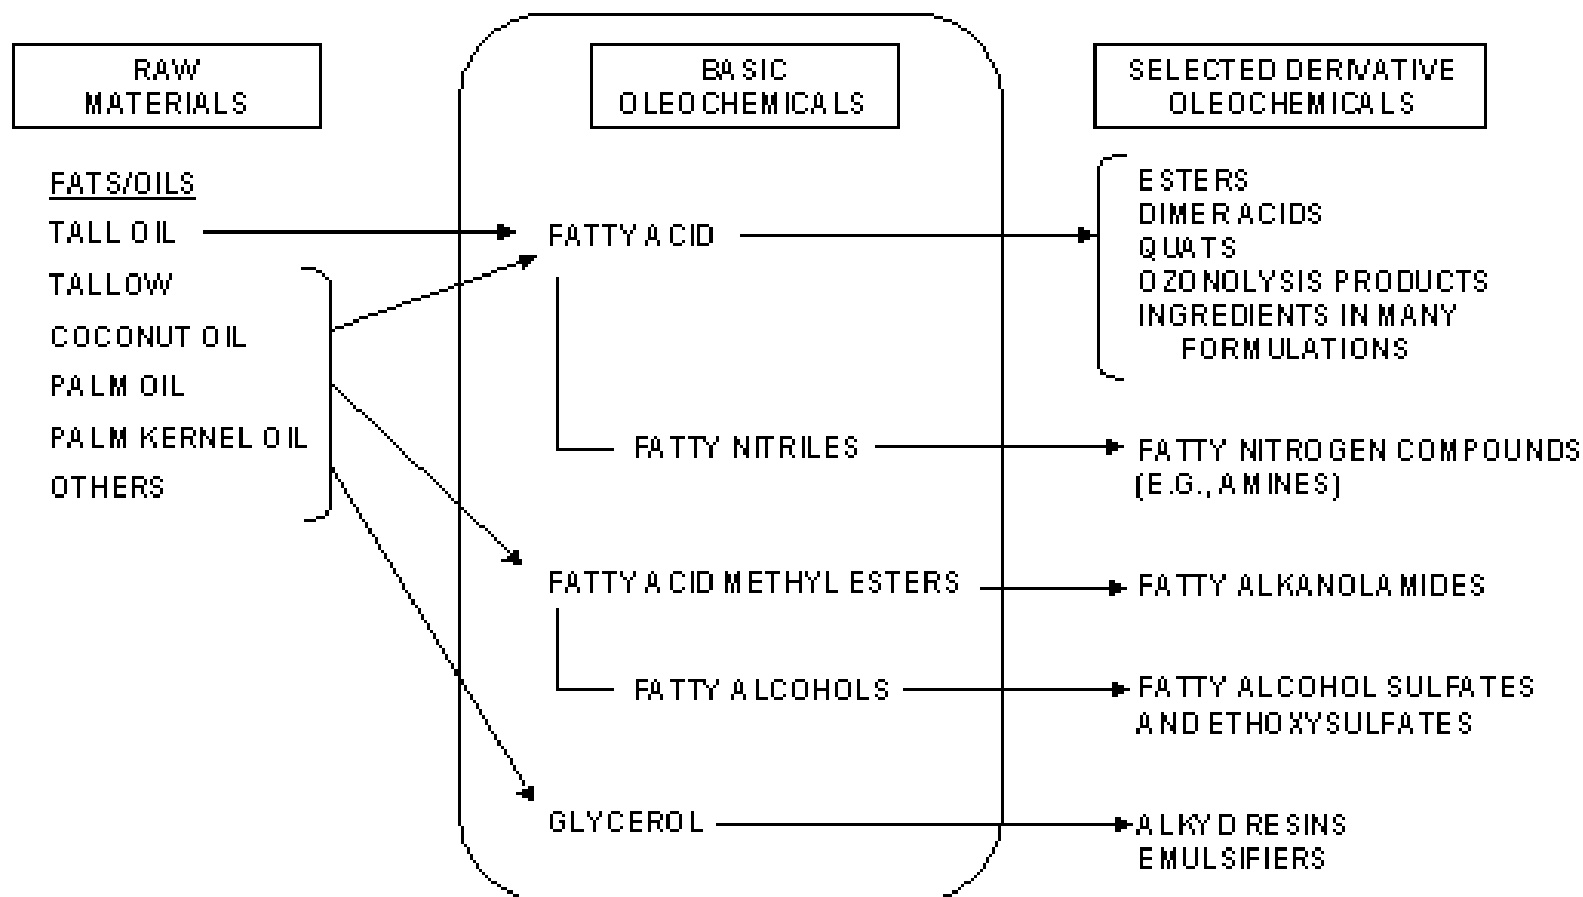 RAW
MATERIALS
BASIC
OLEOCHEMICALS
SELECTED DERIVATIVE
OLEOCHEMICALS
FATS/OILS
TALL OIL
TALLOW
COCONUT OIL
PALM OIL
PALM KERNEL OIL
OTHERS
FATTY ACID
FATTY NITRILES
FATTY ACID METHYL ESTERS
FATTY ALCOHOLS
GLYCEROL
ESTERS
DIMER ACIDS
QUATS
OZONOLYSIS PRODUCTS
INGREDIENTS IN MANY
FORMULATIONS
FATTY NITROGEN COMPOUNDS
(E.G., AMINES)
FATTY ALKANOLAMIDES
FATTY ALCOHOL SULFATES
AND ETHOXYSULFATES
ALKYD RESINS
EMULSIFIERS